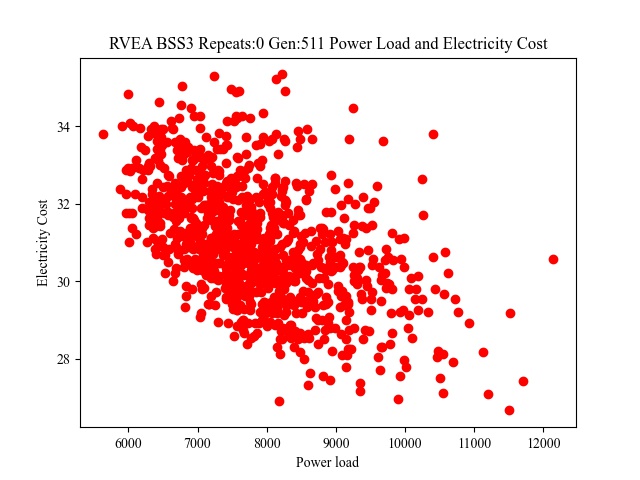 RVEA BSS3 Repeats:0 Gen:511 Power Load and Electricity Cost
34
32
30
28
Electricity Cost
6000 7000 8000 9000 10000 11000 12000
Power load